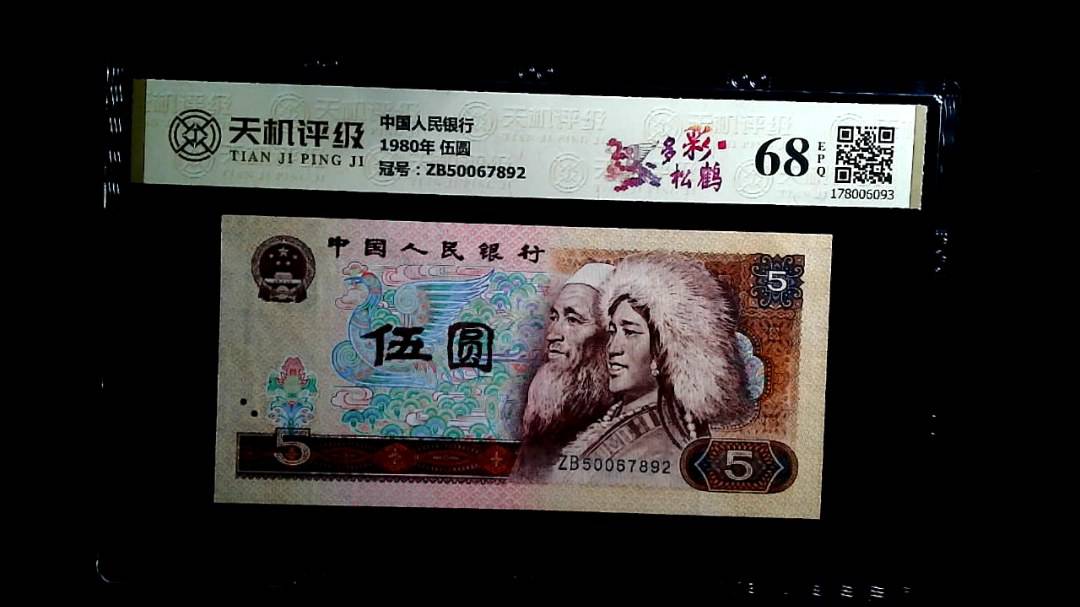 天机评级
TIAN JI PING JI
中国人民银行
1980年 伍圆
冠号：ZB50067892
多彩
松鹤
68
EPQ
178006093
中国人民银行
5
伍圆
5
ZB50067892
5